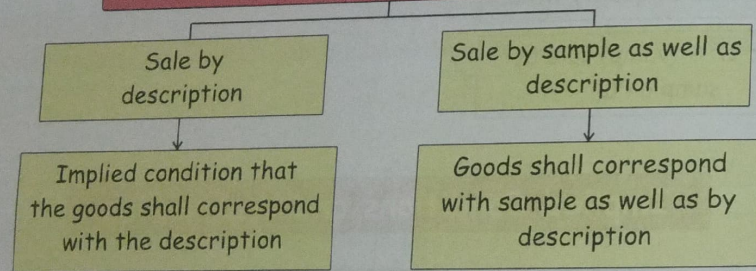 Sale by
description
Sale by sample as well as
description
Implied condition that
the goods shall correspond
with the description
Goods shall correspond
with sample as well as by
description